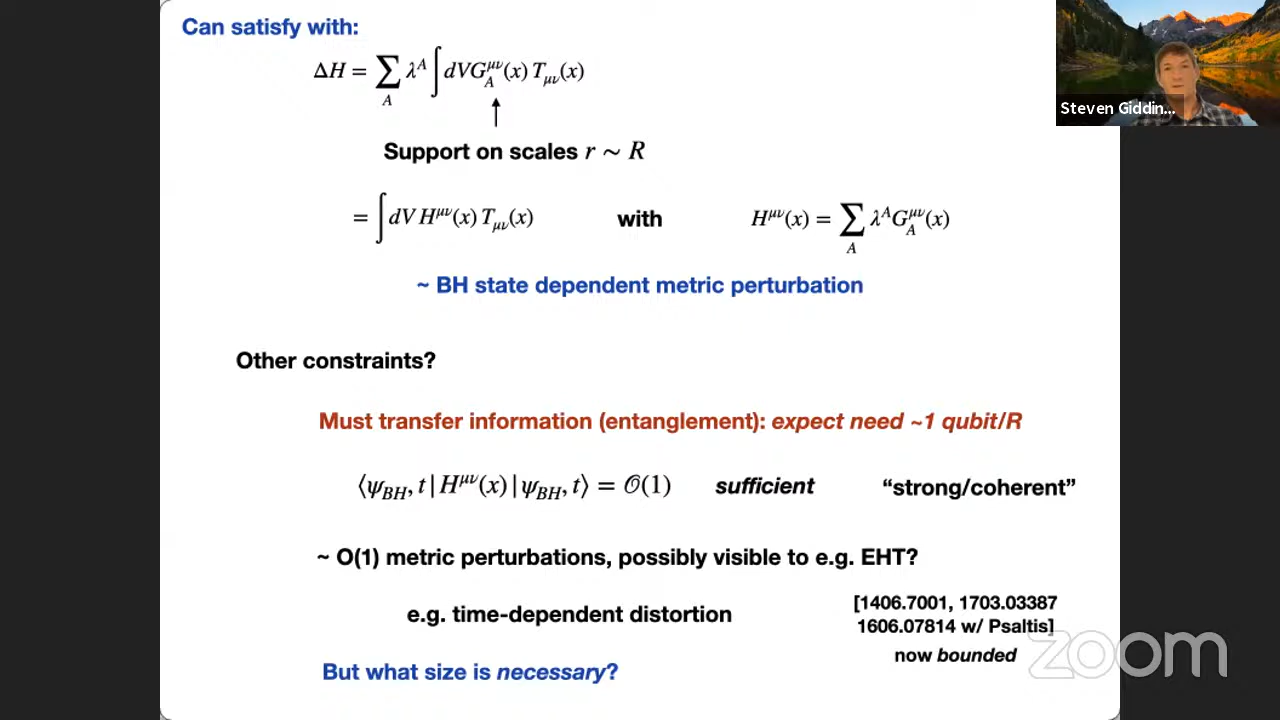 Can satisfy with:
ΔH = ∑_A λ^A ∫ dV G_A^{μν}(x) T_{μν}(x)
Steven Giddin...
Support on scales r ~ R
= ∫ dV H^{μν}(x) T_{μν}(x) with H^{μν}(x) = ∑_A λ^A G_A^{μν}(x)
~ BH state dependent metric perturbation
Other constraints?
Must transfer information (entanglement): expect need ~1 qubit/R
⟨ψ_{BH}, t | H^{μν}(x) | ψ_{BH}, t⟩ = 𝒪(1) sufficient “strong/coherent”
~ O(1) metric perturbations, possibly visible to e.g. EHT?
e.g. time-dependent distortion
[1406.7001, 1703.03387
1606.07814 w/ Psaltis]
now bounded
But what size is necessary?
zoom